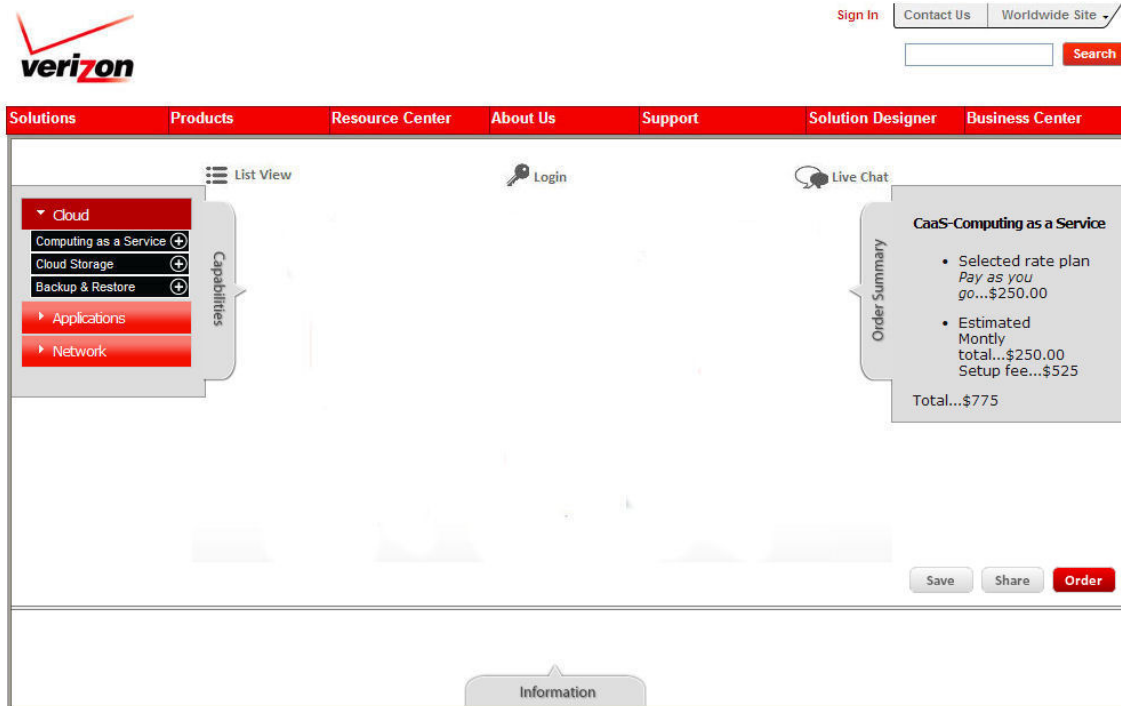 Sign In
Contact Us
Worldwide Site
verizon
Search
Solutions
Products
Resource Center
About Us
Support
Solution Designer
Business Center
List View
Login
Live Chat
Cloud
Computing as a Service
Cloud Storage
Backup & Restore
Applications
Network
Capabilities
Order Summary
CaaS-Computing as a Service
• Selected rate plan
Pay as you
go...$250.00
• Estimated
Montly
total...$250.00
Setup fee...$525
Total...$775
Save
Share
Order
Information